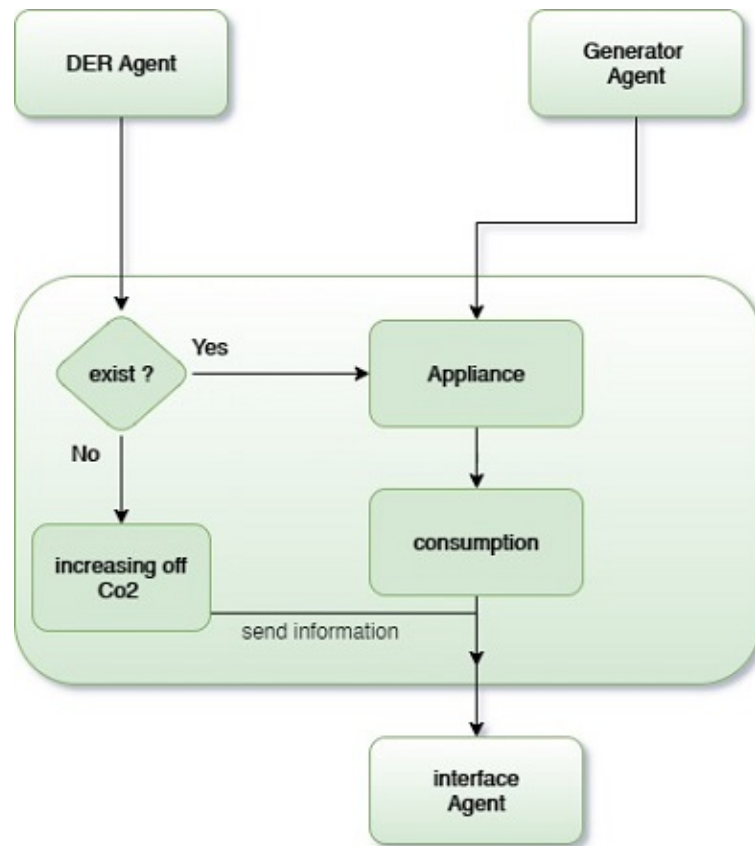 DER Agent
Generator
Agent
Yes
exist ?
Appliance
No
consumption
increasing off
Co2
send information
interface
Agent